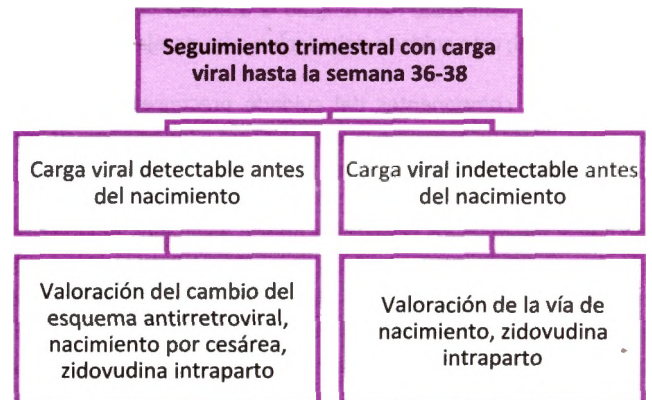 Seguimiento trimestral con carga
viral hasta la semana 36-38
Carga viral detectable antes
del nacimiento
Carga viral indetectable antes
del nacimiento
Valoración del cambio del
esquema antirretroviral,
nacimiento por cesárea,
zidovudina intraparto
Valoración de la vía de
nacimiento, zidovudina
intraparto